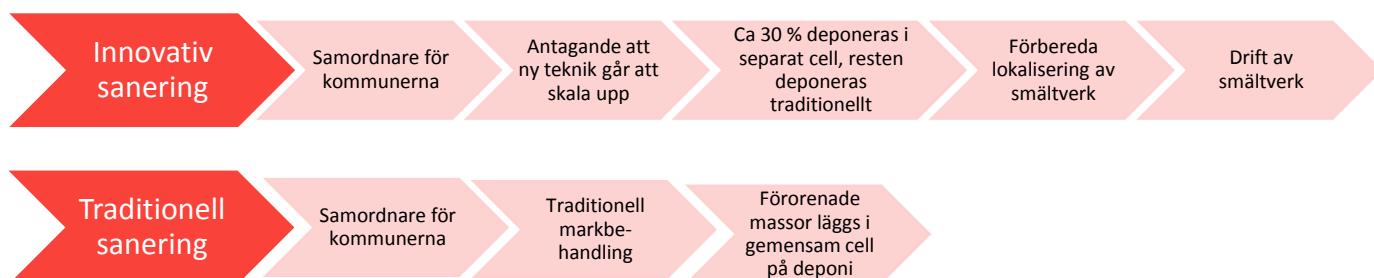 Innovativ
sanering
Samordnare för
kommunerna
Antagande att
ny teknik går att
skala upp
Ca 30 % deponeras i
separat cell, resten
deponeras
traditionellt
Förbereda
lokalisering av
smältverk
Drift av
smältverk
Traditionell
sanering
Samordnare för
kommunerna
Traditionell
markbe-
handling
Förorenade
massor läggs i
gemensam cell
på deponi